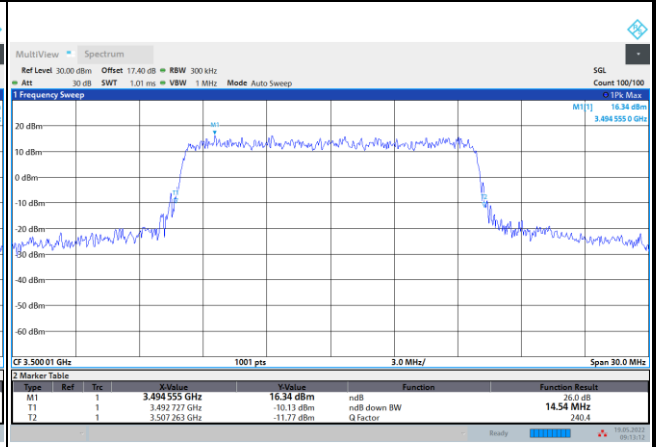 MultiView Spectrum
Ref Level 30.00 dBm Offset 17.40 dB RBW 300 kHz SGL
Att 30 dB SWT 1.01 ms VBW 1 MHz Mode Auto Sweep Count 100/100
1 Frequency Sweep 1Pk Max
M1[1] 16.34 dBm
3.494 555 0 GHz
M1
20 dBm
10 dBm
0 dBm
T1 T2
-10 dBm
-20 dBm
-30 dBm
-40 dBm
-50 dBm
-60 dBm
CF 3.500 01 GHz 1001 pts 3.0 MHz/ Span 30.0 MHz
2 Marker Table
Type Ref Trc X-Value Y-Value Function Function Result
M1 1 3.494 555 GHz 16.34 dBm ndB 26.0 dB
T1 1 3.492 727 GHz -10.13 dBm ndB down BW 14.54 MHz
T2 1 3.507 263 GHz -11.77 dBm Q Factor 240.4
Ready 19.05.2022
09:13:12